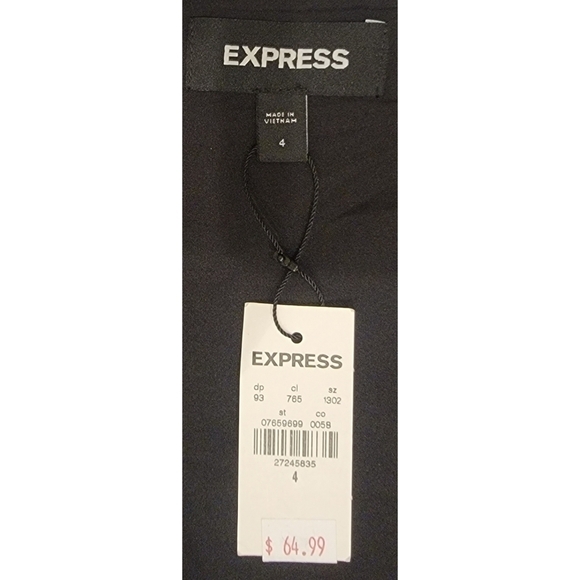 EXPRESS
MADE IN
VIETNAM
4
EXPRESS
dp cl sz
93 765 1302
st co
07659699 0058
27245835
4
$ 64.99